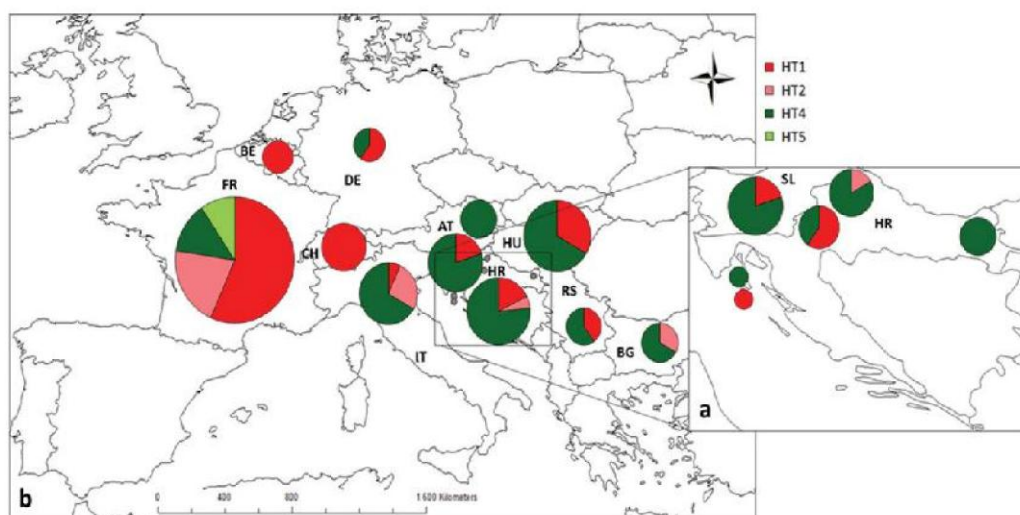 HT1
HT2
HT4
HT5
BE
DE
FR
SL
HR
CH
AT
HU
HR
RS
IT
BG
a
b
0 400 800 1 600 Kilometers